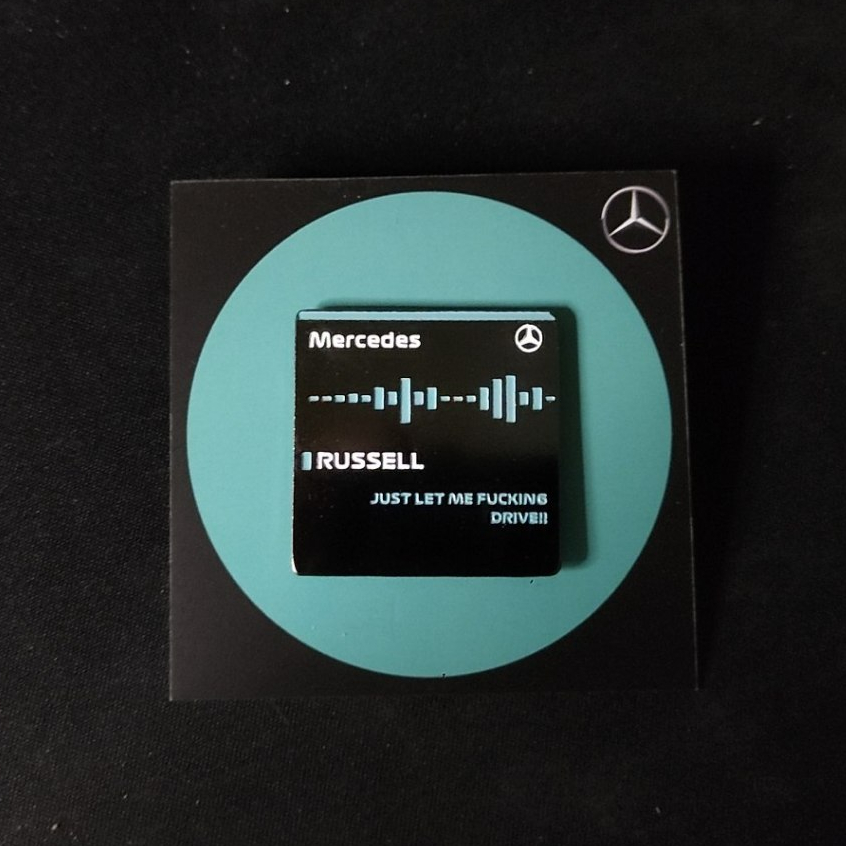 Mercedes
RUSSELL
JUST LET ME FUCKING
DRIVE!!